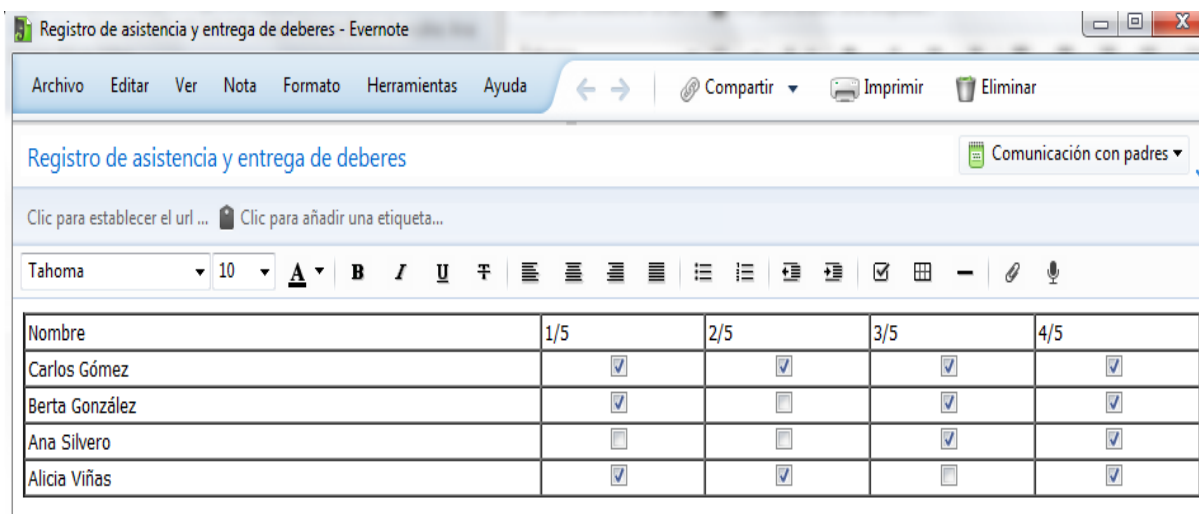 Registro de asistencia y entrega de deberes - Evernote
Archivo Editar Ver Nota Formato Herramientas Ayuda Compartir Imprimir Eliminar
Registro de asistencia y entrega de deberes Comunicación con padres
Clic para establecer el url ... Clic para añadir una etiqueta...
Tahoma 10 A B I U T
Nombre 1/5 2/5 3/5 4/5
Carlos Gómez
Berta González
Ana Silvero
Alicia Viñas